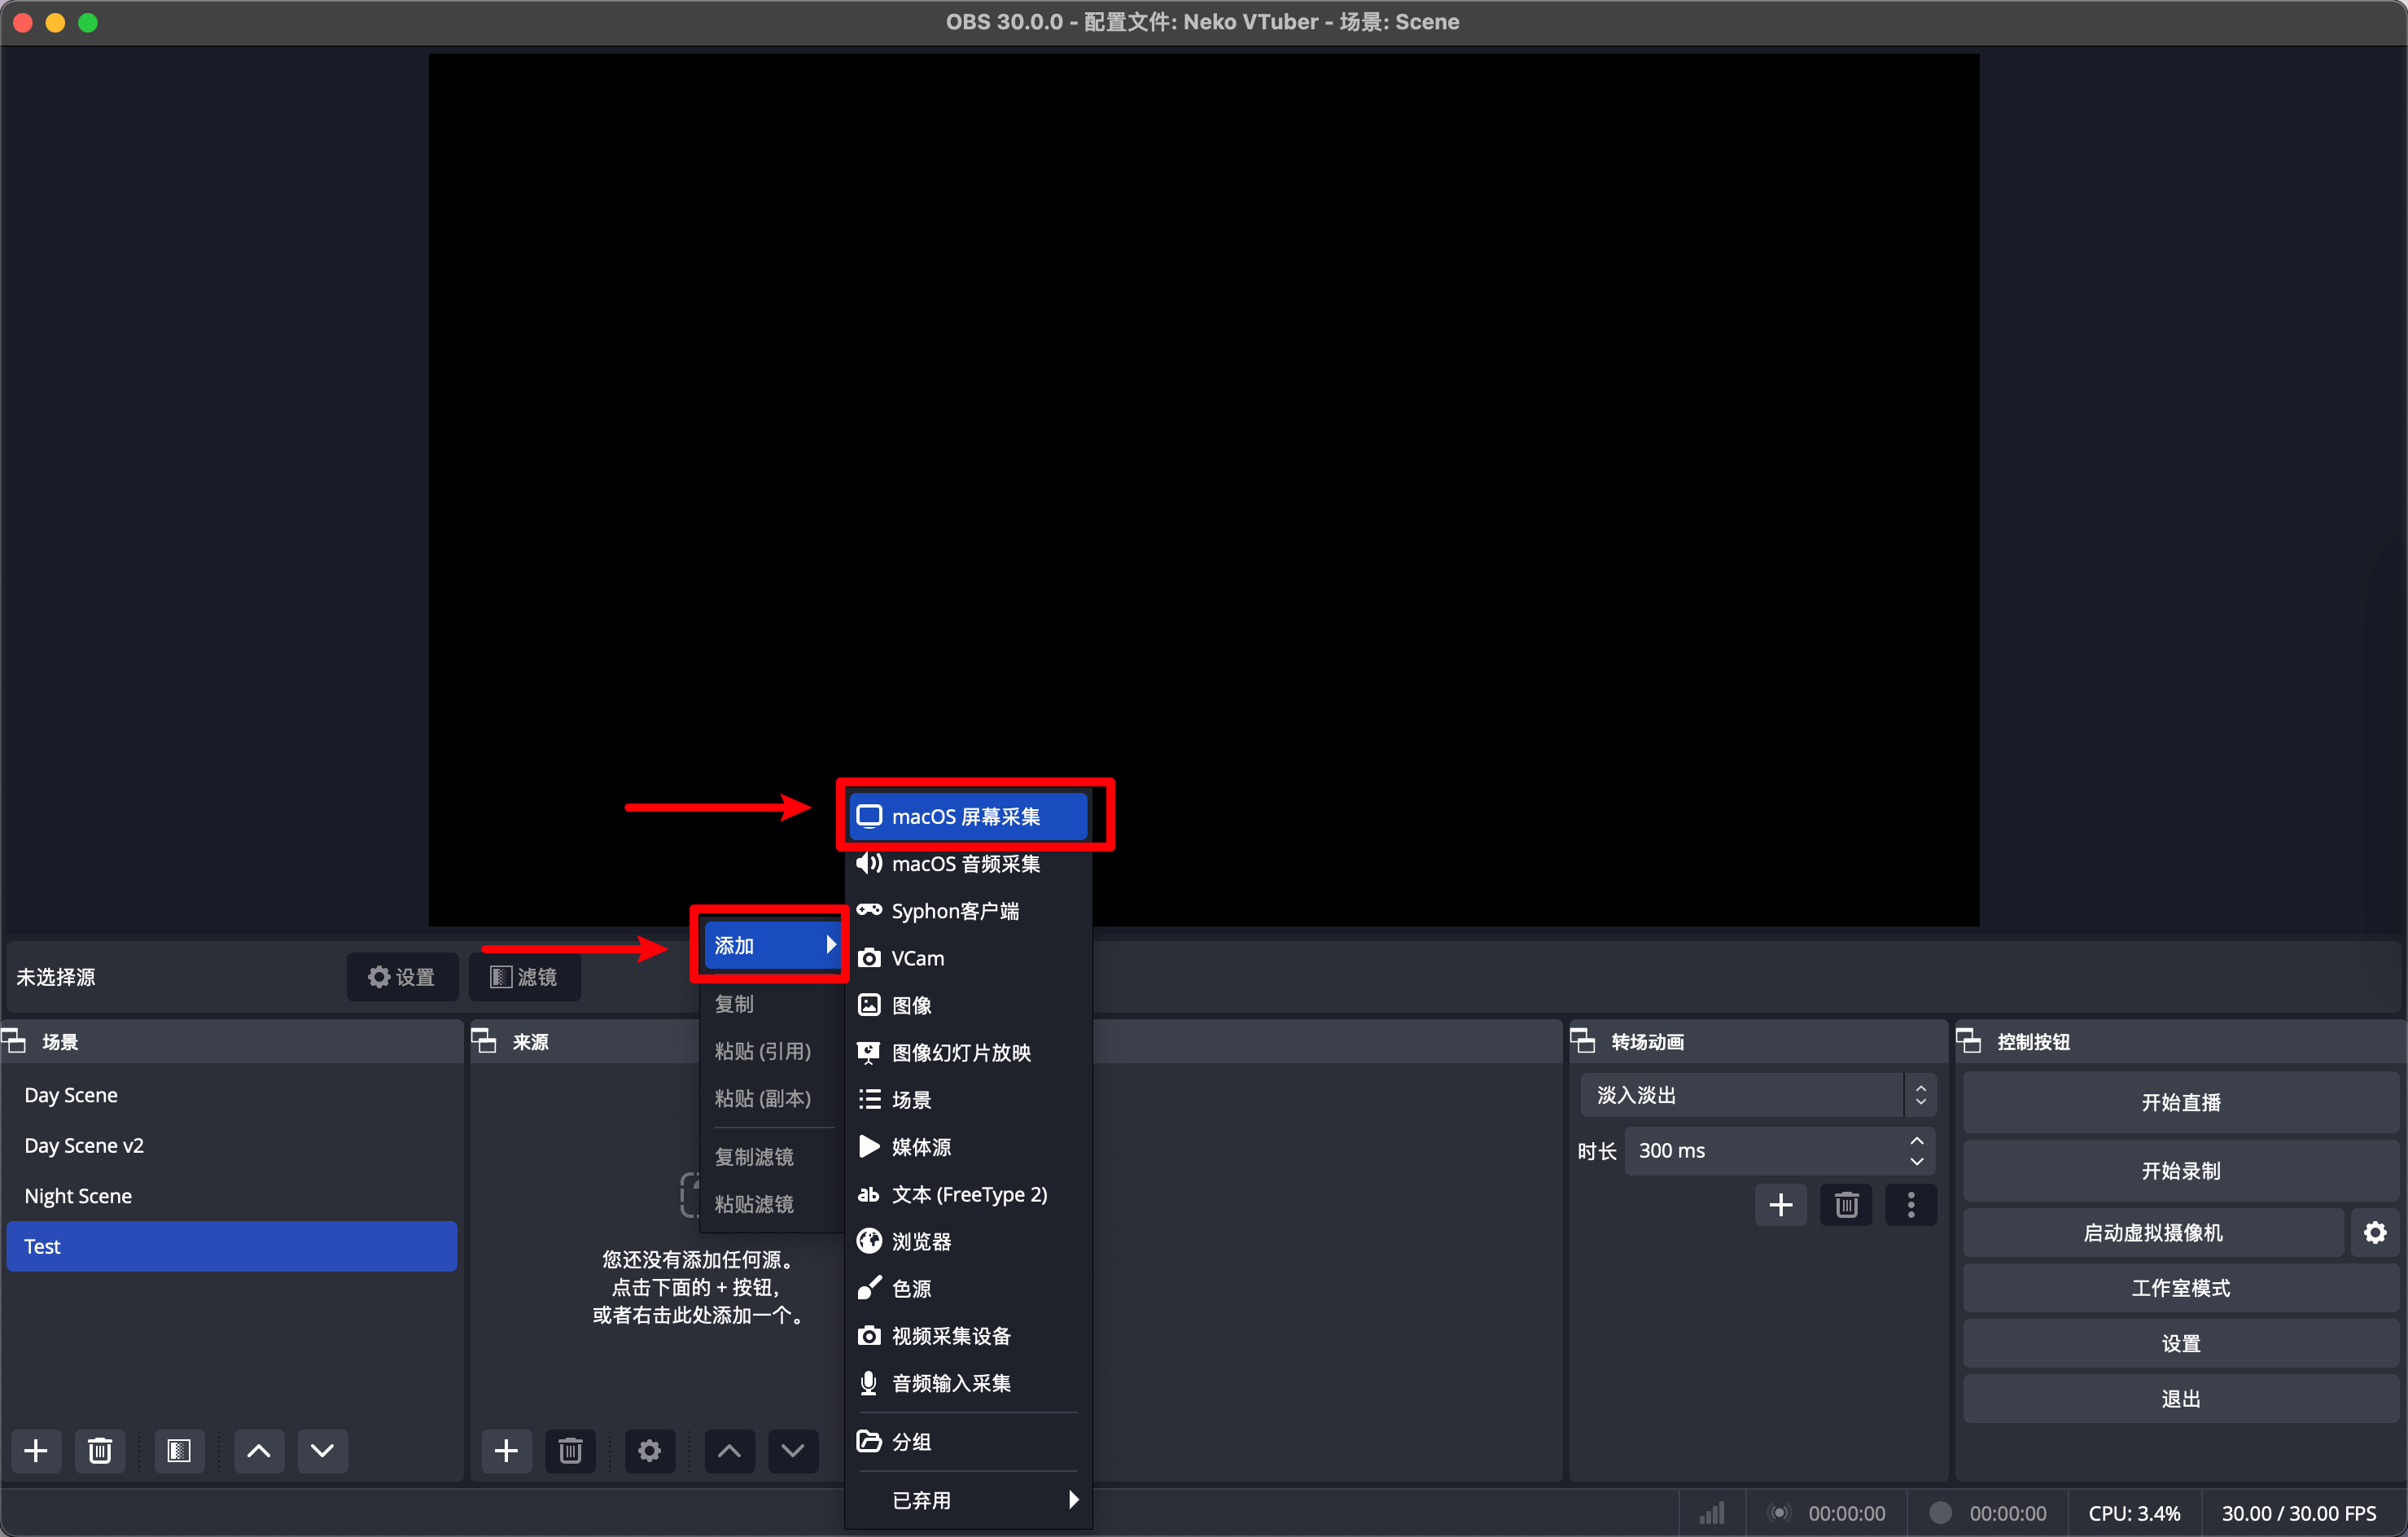 OBS 30.0.0 - 配置文件: Neko VTuber - 场景: Scene
macOS 屏幕采集
macOS 音频采集
Syphon客户端
VCam
图像
图像幻灯片放映
场景
媒体源
文本 (FreeType 2)
浏览器
色源
视频采集设备
音频输入采集
分组
已弃用
添加
复制
粘贴 (引用)
粘贴 (副本)
复制滤镜
粘贴滤镜
未选择源
设置
滤镜
场景
Day Scene
Day Scene v2
Night Scene
Test
来源
您还没有添加任何源。
点击下面的 + 按钮,
或者右击此处添加一个。
转场动画
淡入淡出
时长
300 ms
控制按钮
开始直播
开始录制
启动虚拟摄像机
工作室模式
设置
退出
00:00:00
00:00:00
CPU: 3.4%
30.00 / 30.00 FPS